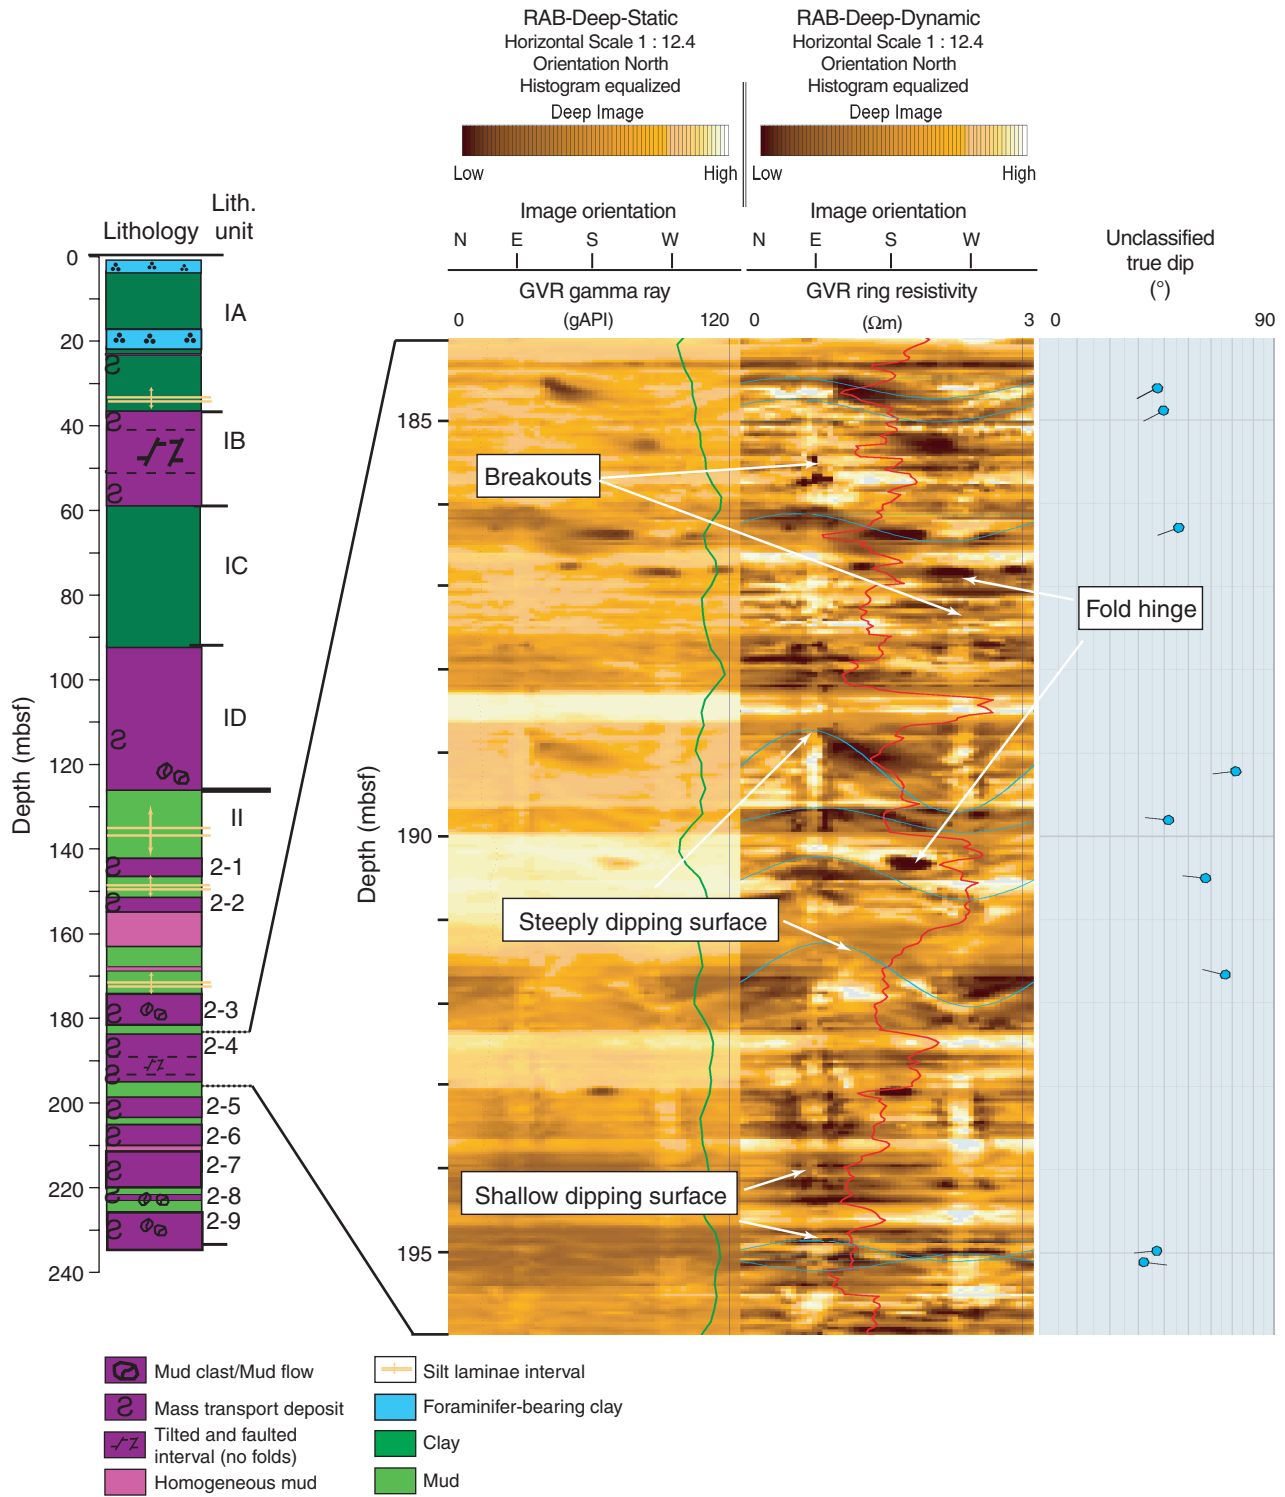 RAB-Deep-Static
Horizontal Scale 1 : 12.4
Orientation North
Histogram equalized
Deep Image
Low High
RAB-Deep-Dynamic
Horizontal Scale 1 : 12.4
Orientation North
Histogram equalized
Deep Image
Low High
Image orientation
N E S W
GVR gamma ray
0 (gAPI) 120
Image orientation
N E S W
GVR ring resistivity
0 (Ωm) 3
Unclassified
true dip
(°)
0 90
Lithology
Lith.
unit
Depth (mbsf)
0
20
40
60
80
100
120
140
160
180
200
220
240
IA
IB
IC
ID
II
2-1
2-2
2-3
2-4
2-5
2-6
2-7
2-8
2-9
Depth (mbsf)
185
190
195
Breakouts
Fold hinge
Steeply dipping surface
Shallow dipping surface
Mud clast/Mud flow
Mass transport deposit
Tilted and faulted
interval (no folds)
Homogeneous mud
Silt laminae interval
Foraminifer-bearing clay
Clay
Mud